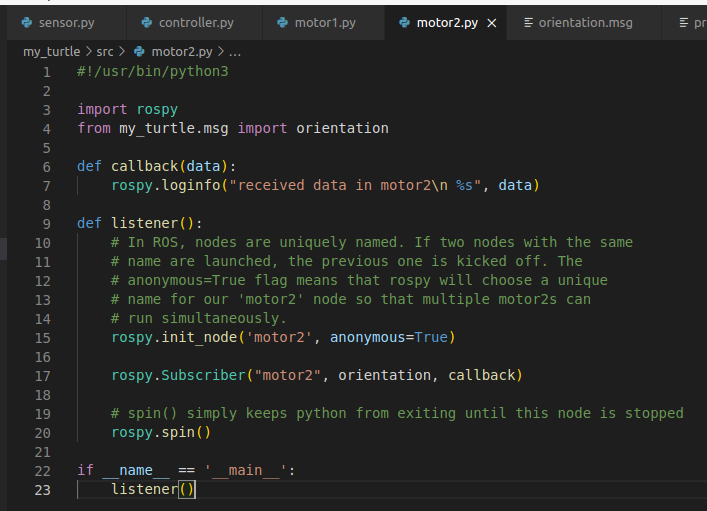 sensor.py controller.py motor1.py motor2.py × orientation.msg pr
my_turtle > src > motor2.py > ...
1 #!/usr/bin/python3
2
3 import rospy
4 from my_turtle.msg import orientation
5
6 def callback(data):
7     rospy.loginfo("received data in motor2\n %s", data)
8
9 def listener():
10     # In ROS, nodes are uniquely named. If two nodes with the same
11     # name are launched, the previous one is kicked off. The
12     # anonymous=True flag means that rospy will choose a unique
13     # name for our 'motor2' node so that multiple motor2s can
14     # run simultaneously.
15     rospy.init_node('motor2', anonymous=True)
16
17     rospy.Subscriber("motor2", orientation, callback)
18
19     # spin() simply keeps python from exiting until this node is stopped
20     rospy.spin()
21
22 if __name__ == '__main__':
23     listener()